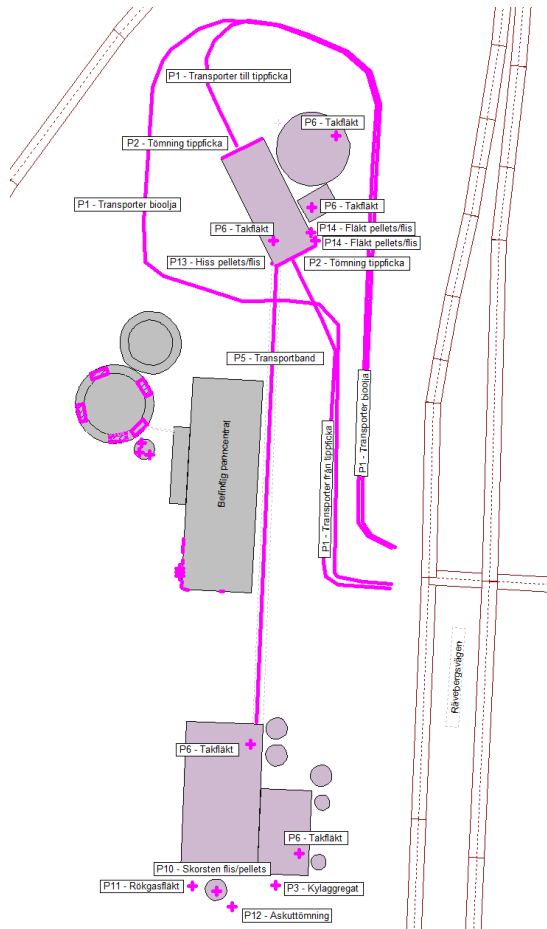 P1 - Transporter till tippficka
P6 - Takfläkt
P2 - Tömning tippficka
P1 - Transporter bioolja
P6 - Takfläkt
P6 - Takfläkt
P14 - Fläkt pellets/flis
P14 - Fläkt pellets/flis
P13 - Hiss pellets/flis
P2 - Tömning tippficka
P5 - Transportband
P1 - Transporter bioolja
Befintlig panncentral
P1 - Transporter från tippficka
Rävebergsvägen
P6 - Takfläkt
P6 - Takfläkt
P10 - Skorsten flis/pellets
P11 - Rökgasfläkt
P3 - Kylaggregat
P12 - Askuttömning